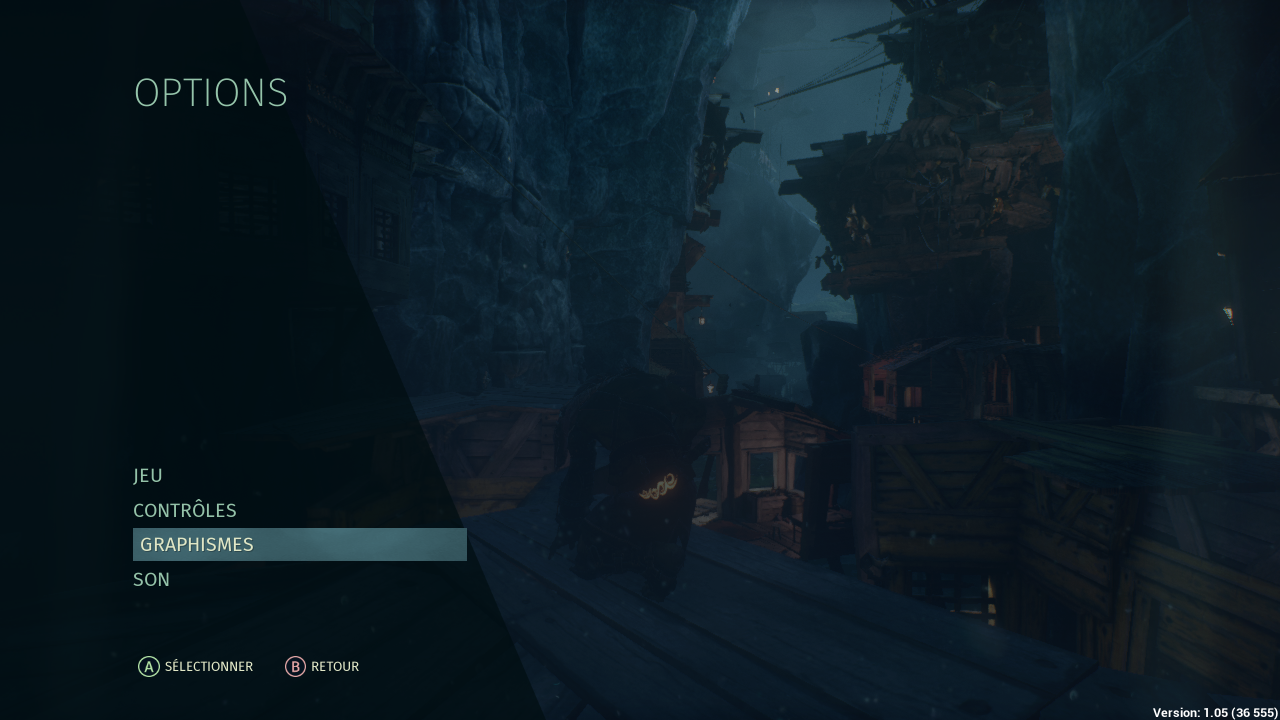 OPTIONS
JEU
CONTRÔLES
GRAPHISMES
SON
A SÉLECTIONNER B RETOUR
Version: 1.05 (36 555)